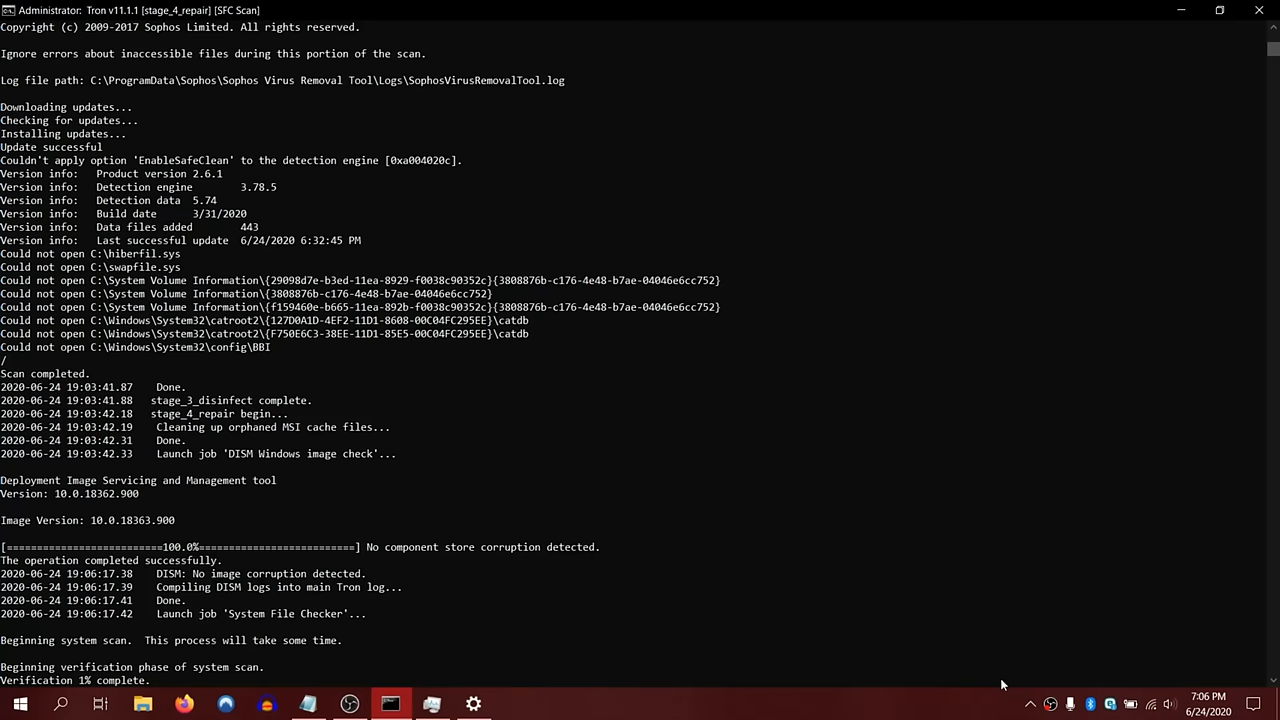 Administrator: Tron v11.1.1 [stage_4_repair] [SFC Scan]
Copyright (c) 2009-2017 Sophos Limited. All rights reserved.
Ignore errors about inaccessible files during this portion of the scan.
Log file path: C:\ProgramData\Sophos\Sophos Virus Removal Tool\Logs\SophosVirusRemovalTool.log
Downloading updates...
Checking for updates...
Installing updates...
Update successful
Couldn't apply option 'EnableSafeClean' to the detection engine [0xa004020c].
Version info:   Product version 2.6.1
Version info:   Detection engine        3.78.5
Version info:   Detection data  5.74
Version info:   Build date      3/31/2020
Version info:   Data files added        443
Version info:   Last successful update  6/24/2020 6:32:45 PM
Could not open C:\hiberfil.sys
Could not open C:\swapfile.sys
Could not open C:\System Volume Information\{29098d7e-b3ed-11ea-8929-f0038c90352c}{3808876b-c176-4e48-b7ae-04046e6cc752}
Could not open C:\System Volume Information\{3808876b-c176-4e48-b7ae-04046e6cc752}
Could not open C:\System Volume Information\{f159460e-b665-11ea-892b-f0038c90352c}{3808876b-c176-4e48-b7ae-04046e6cc752}
Could not open C:\Windows\System32\catroot2\{127D0A1D-4EF2-11D1-8608-00C04FC295EE}\catdb
Could not open C:\Windows\System32\catroot2\{F750E6C3-38EE-11D1-85E5-00C04FC295EE}\catdb
Could not open C:\Windows\System32\config\BBI
/
Scan completed.
2020-06-24 19:03:41.87    Done.
2020-06-24 19:03:41.88   stage_3_disinfect complete.
2020-06-24 19:03:42.18   stage_4_repair begin...
2020-06-24 19:03:42.19    Cleaning up orphaned MSI cache files...
2020-06-24 19:03:42.31    Done.
2020-06-24 19:03:42.33    Launch job 'DISM Windows image check'...
Deployment Image Servicing and Management tool
Version: 10.0.18362.900
Image Version: 10.0.18363.900
[==========================100.0%==========================] No component store corruption detected.
The operation completed successfully.
2020-06-24 19:06:17.38    DISM: No image corruption detected.
2020-06-24 19:06:17.39    Compiling DISM logs into main Tron log...
2020-06-24 19:06:17.41    Done.
2020-06-24 19:06:17.42    Launch job 'System File Checker'...
Beginning system scan.  This process will take some time.
Beginning verification phase of system scan.
Verification 1% complete.
7:06 PM
6/24/2020